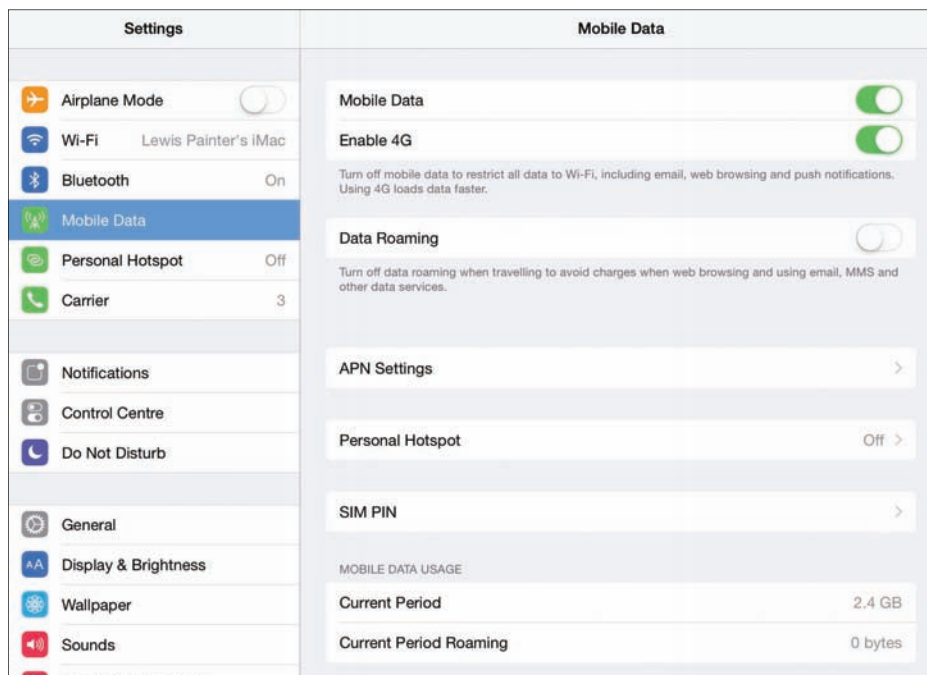 Settings
Airplane Mode
Wi-Fi Lewis Painter's iMac
Bluetooth On
Mobile Data
Personal Hotspot Off
Carrier 3
Notifications
Control Centre
Do Not Disturb
General
AA Display & Brightness
Wallpaper
Sounds
Mobile Data
Mobile Data
Enable 4G
Turn off mobile data to restrict all data to Wi-Fi, including email, web browsing and push notifications.
Using 4G loads data faster.
Data Roaming
Turn off data roaming when travelling to avoid charges when web browsing and using email, MMS and
other data services.
APN Settings
Personal Hotspot Off
SIM PIN
MOBILE DATA USAGE
Current Period 2.4 GB
Current Period Roaming 0 bytes